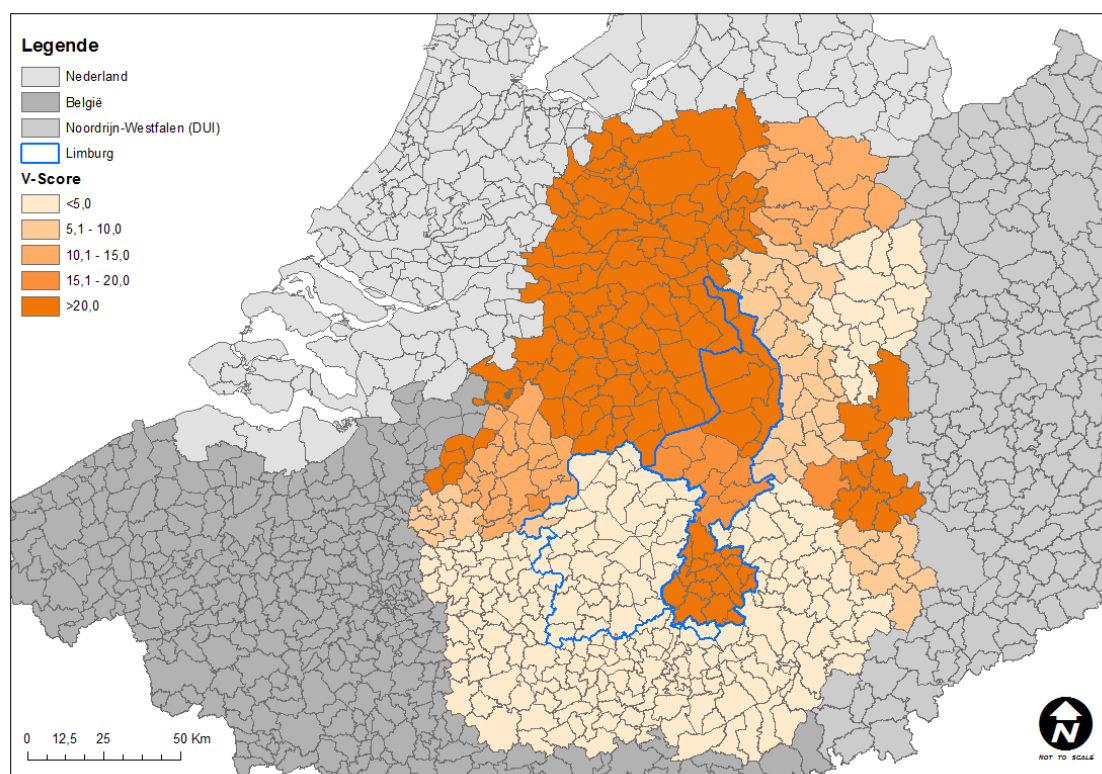 Legende
Nederland
België
Noordrijn-Westfalen (DUI)
Limburg
V-Score
<5,0
5,1 - 10,0
10,1 - 15,0
15,1 - 20,0
>20,0
0 12,5 25 50 Km
N
NOT TO SCALE